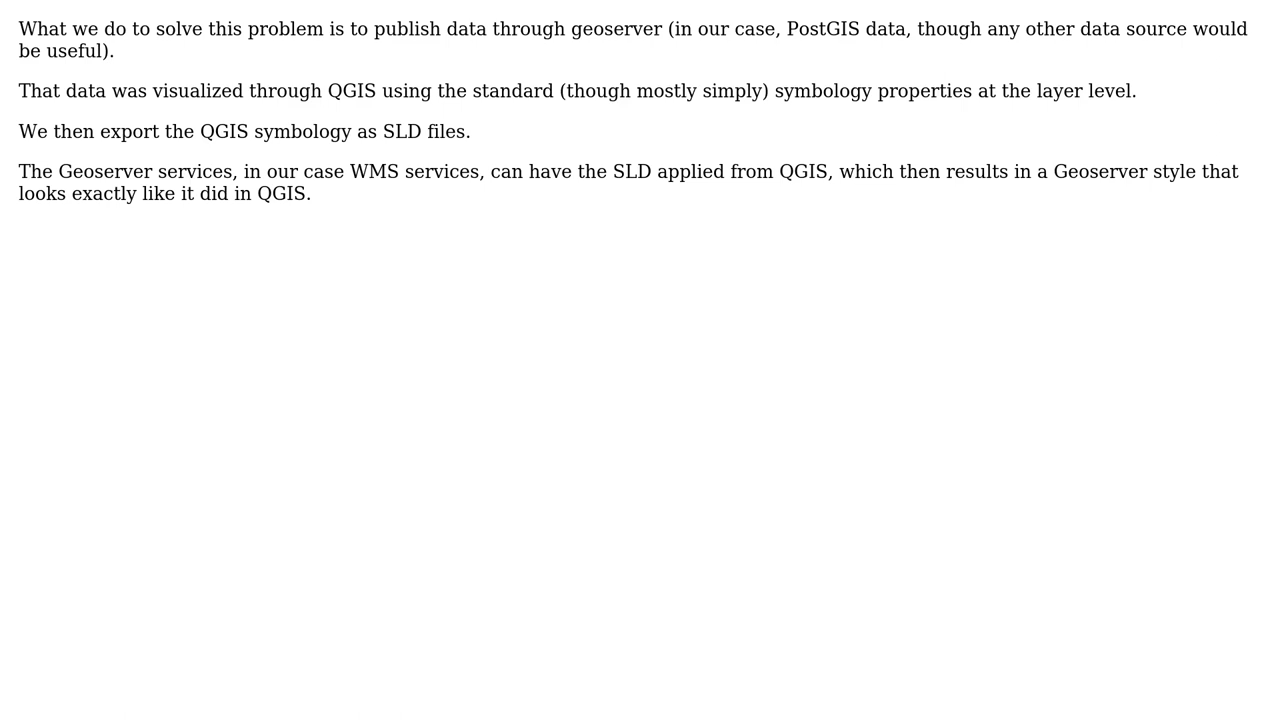 What we do to solve this problem is to publish data through geoserver (in our case, PostGIS data, though any other data source would
be useful).
That data was visualized through QGIS using the standard (though mostly simply) symbology properties at the layer level.
We then export the QGIS symbology as SLD files.
The Geoserver services, in our case WMS services, can have the SLD applied from QGIS, which then results in a Geoserver style that
looks exactly like it did in QGIS.